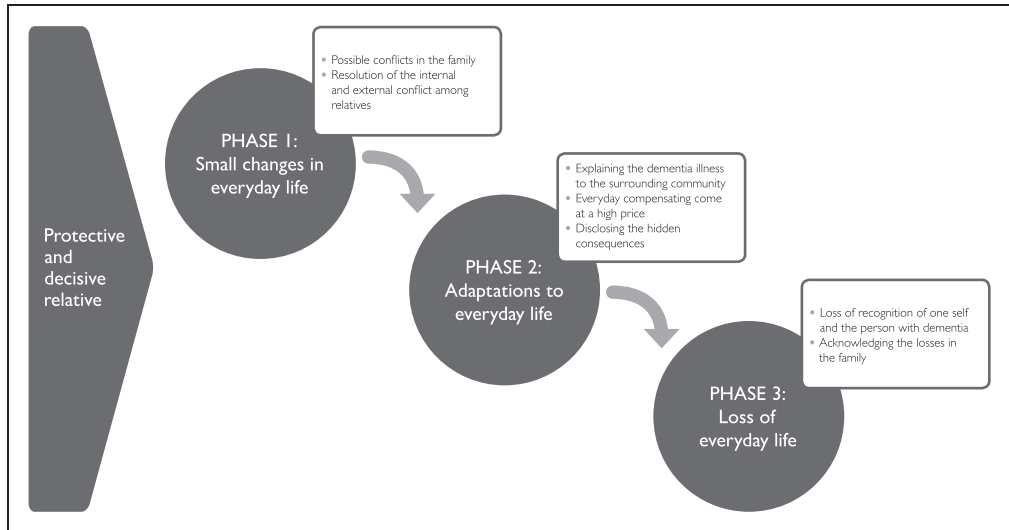 Protective
and
decisive
relative
PHASE 1:
Small changes in
everyday life
• Possible conflicts in the family
• Resolution of the internal
and external conflict among
relatives
PHASE 2:
Adaptations to
everyday life
• Explaining the dementia illness
to the surrounding community
• Everyday compensating come
at a high price
• Disclosing the hidden
consequences
PHASE 3:
Loss of
everyday life
• Loss of recognition of one self
and the person with dementia
• Acknowledging the losses in
the family